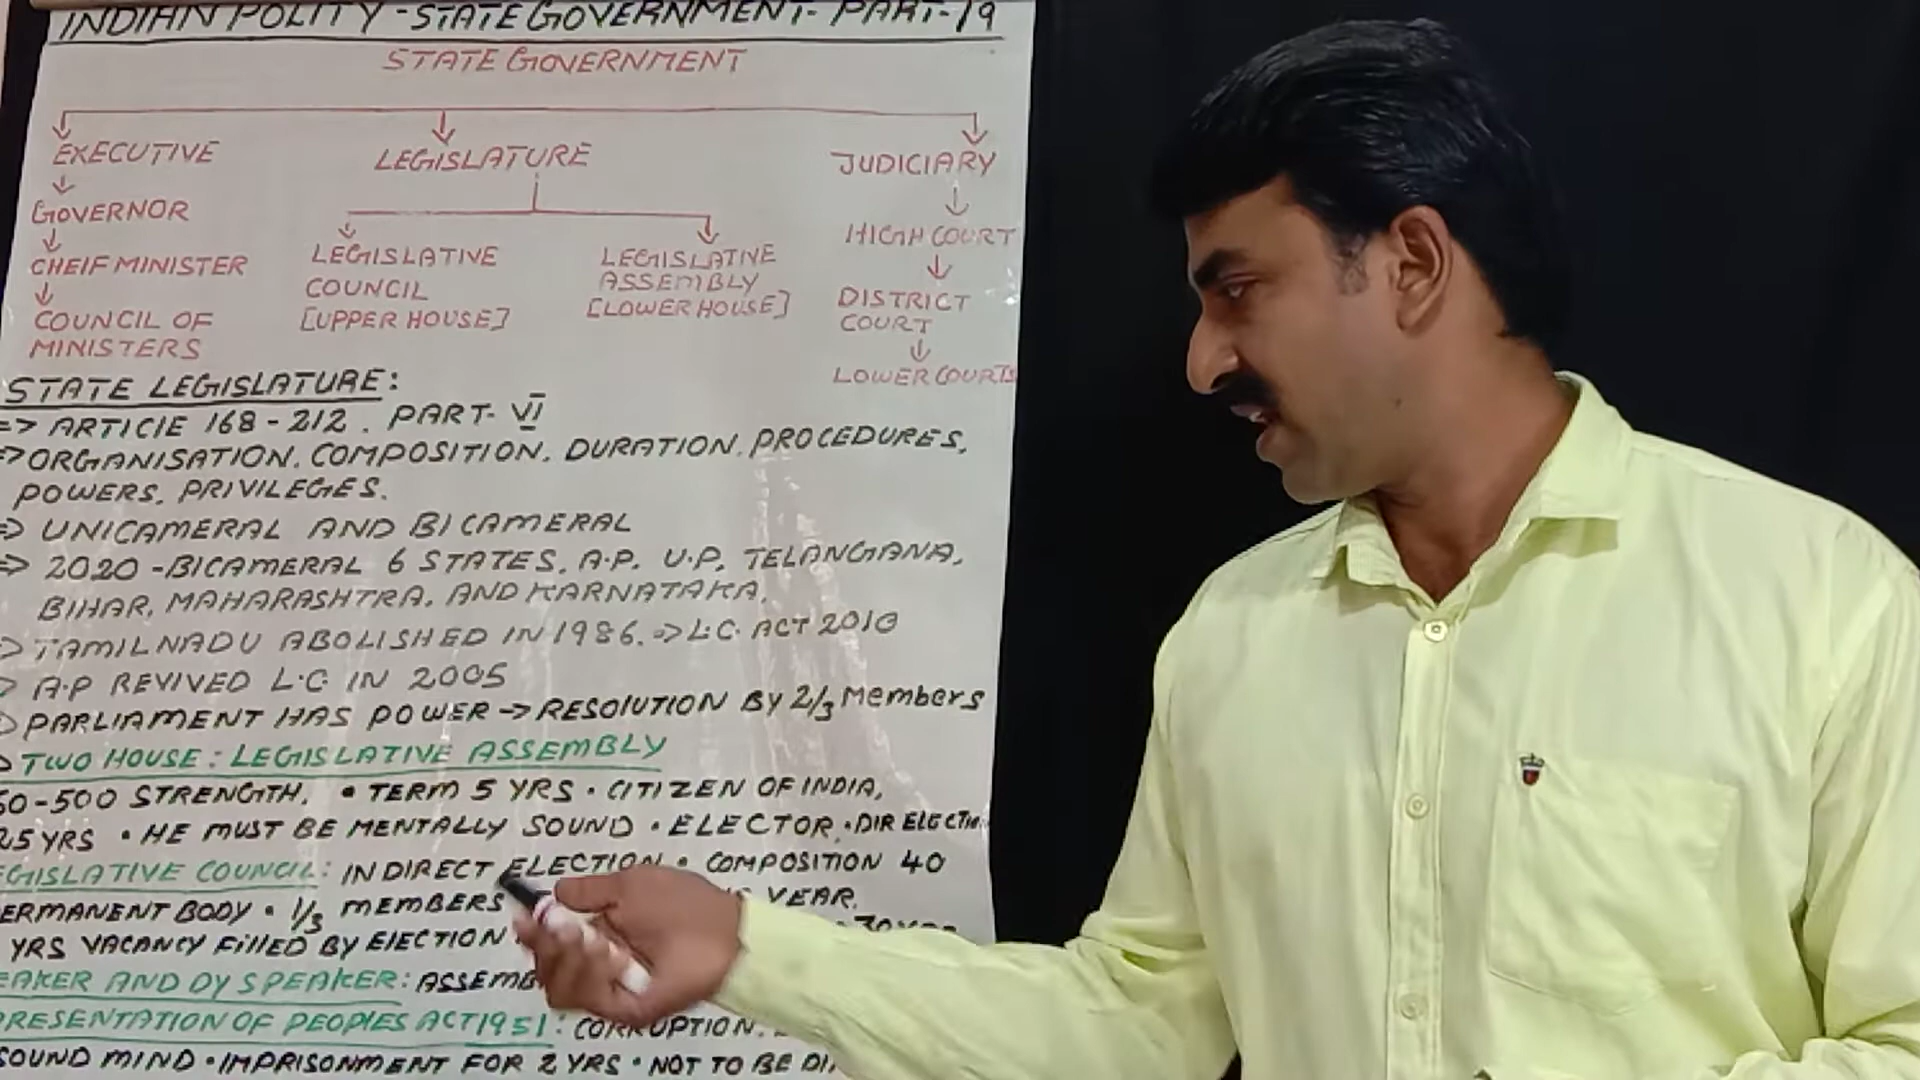 INDIAN POLITY - STATE GOVERNMENT - PART-19
STATE GOVERNMENT
EXECUTIVE
GOVERNOR
CHEIF MINISTER
COUNCIL OF
MINISTERS
LEGISLATURE
LEGISLATIVE
COUNCIL
[UPPER HOUSE]
LEGISLATIVE
ASSEMBLY
[LOWER HOUSE]
JUDICIARY
HIGH COURT
DISTRICT
COURT
LOWER COURTS
STATE LEGISLATURE:
=> ARTICLE 168-212. PART- VI
=> ORGANISATION, COMPOSITION, DURATION, PROCEDURES,
POWERS, PRIVILEGES.
=> UNICAMERAL AND BICAMERAL
=> 2020 - BICAMERAL 6 STATES, A.P, U.P, TELANGANA,
BIHAR, MAHARASHTRA, AND KARNATAKA.
=> TAMILNADU ABOLISHED IN 1986. => L.C. ACT 2010
A.P REVIVED L.C. IN 2005
PARLIAMENT HAS POWER → RESOLUTION BY 2/3 Members
TWO HOUSE: LEGISLATIVE ASSEMBLY
60-500 STRENGTH, • TERM 5 YRS • CITIZEN OF INDIA,
25 YRS • HE MUST BE MENTALLY SOUND • ELECTOR • DIR ELECTION
EGISLATIVE COUNCIL: INDIRECT ELECTION • COMPOSITION 40
ERMANENT BODY • 1/3 MEMBERS YEAR.
YRS VACANCY FILLED BY ELECTION
EAKER AND DY SPEAKER: ASSEMB
PRESENTATION OF PEOPLES ACT 1951: CORRUPTION.
SOUND MIND • IMPRISONMENT FOR 2 YRS • NOT TO BE DI